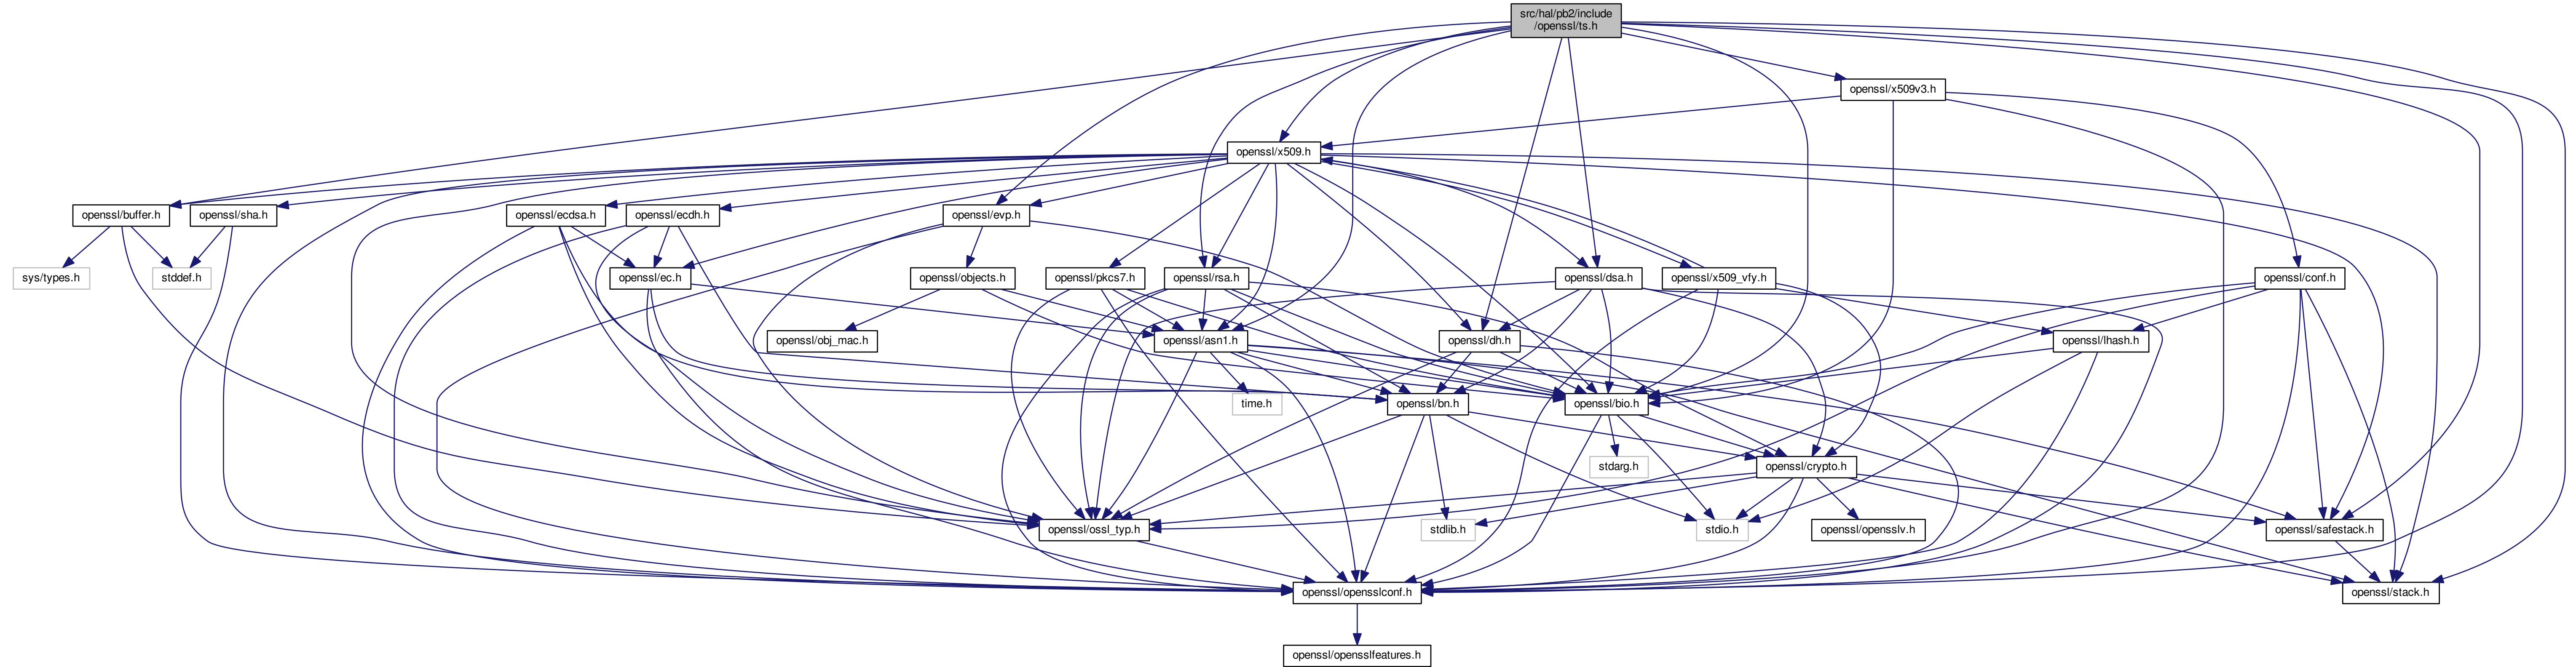 src/hal/pb2/include
/openssl/ts.h
openssl/x509v3.h
openssl/x509.h
openssl/buffer.h
openssl/sha.h
openssl/ecdsa.h
openssl/ecdh.h
openssl/evp.h
sys/types.h
stddef.h
openssl/ec.h
openssl/objects.h
openssl/pkcs7.h
openssl/rsa.h
openssl/dsa.h
openssl/x509_vfy.h
openssl/conf.h
openssl/obj_mac.h
openssl/asn1.h
openssl/dh.h
openssl/lhash.h
time.h
openssl/bn.h
openssl/bio.h
stdarg.h
openssl/crypto.h
openssl/ossl_typ.h
stdlib.h
stdio.h
openssl/opensslv.h
openssl/safestack.h
openssl/opensslconf.h
openssl/stack.h
openssl/opensslfeatures.h